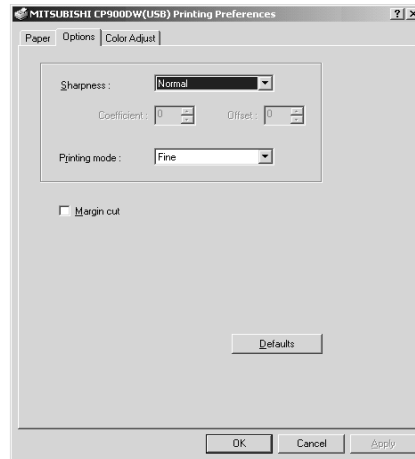 MITSUBISHI CP900DW(USB) Printing Preferences
Paper Options Color Adjust
Sharpness : Normal
Coefficient : 0 Offset : 0
Printing mode : Fine
Margin cut
Defaults
OK Cancel Apply